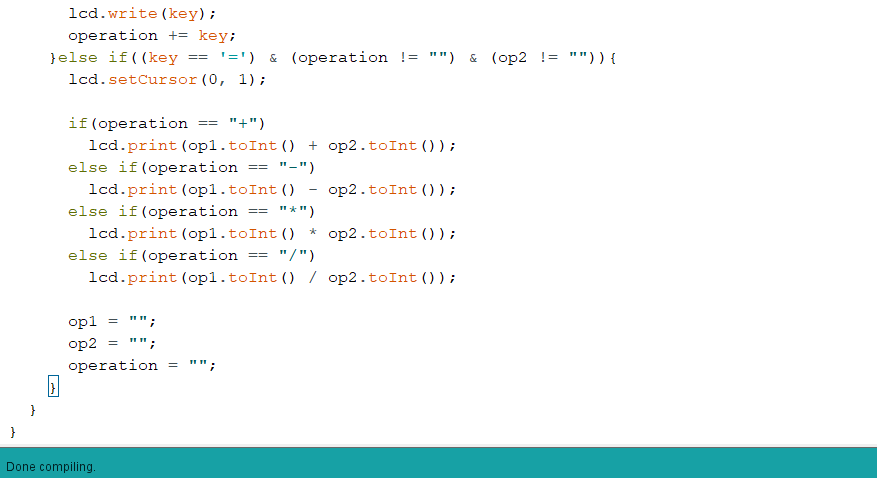 lcd.write(key);
operation += key;
}else if((key == '=') & (operation != "") & (op2 != "")){
lcd.setCursor(0, 1);
if(operation == "+")
lcd.print(op1.toInt() + op2.toInt());
else if(operation == "-")
lcd.print(op1.toInt() - op2.toInt());
else if(operation == "*")
lcd.print(op1.toInt() * op2.toInt());
else if(operation == "/")
lcd.print(op1.toInt() / op2.toInt());
op1 = "";
op2 = "";
operation = "";
}
}
}
Done compiling.